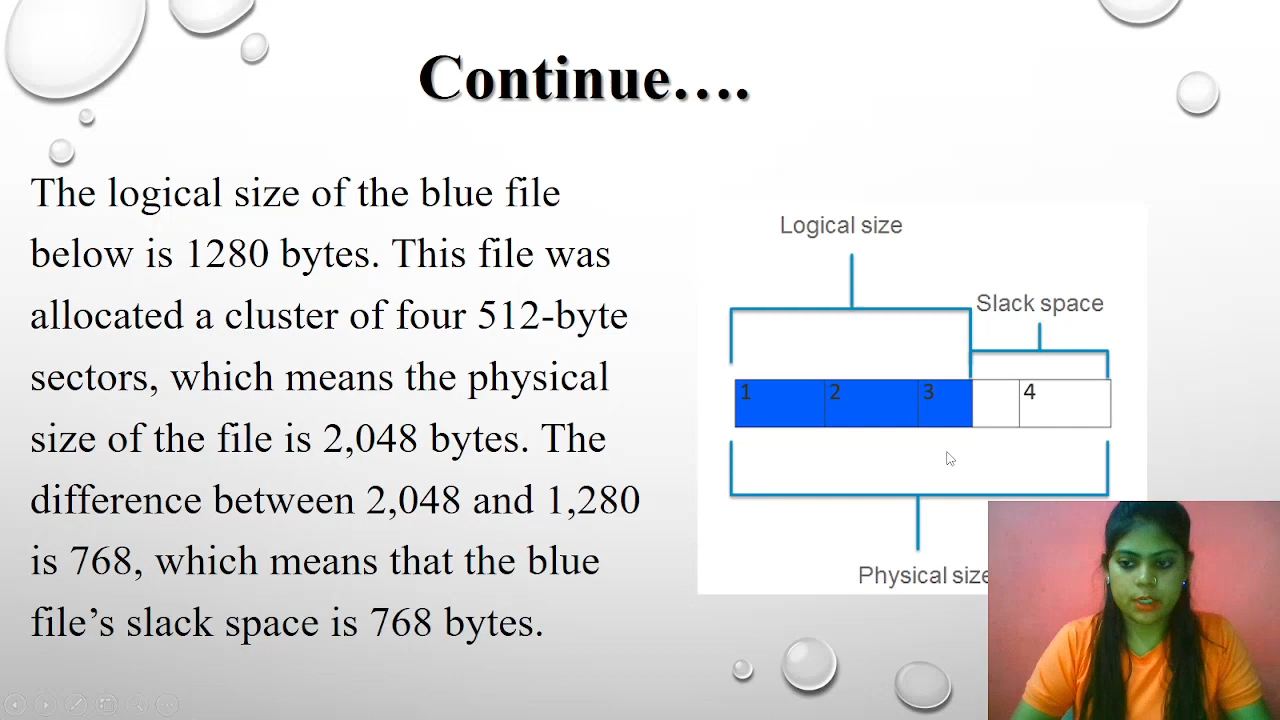 Continue....
The logical size of the blue file
below is 1280 bytes. This file was
allocated a cluster of four 512-byte
sectors, which means the physical
size of the file is 2,048 bytes. The
difference between 2,048 and 1,280
is 768, which means that the blue
file’s slack space is 768 bytes.
Logical size
Slack space
1 2 3 4
Physical size